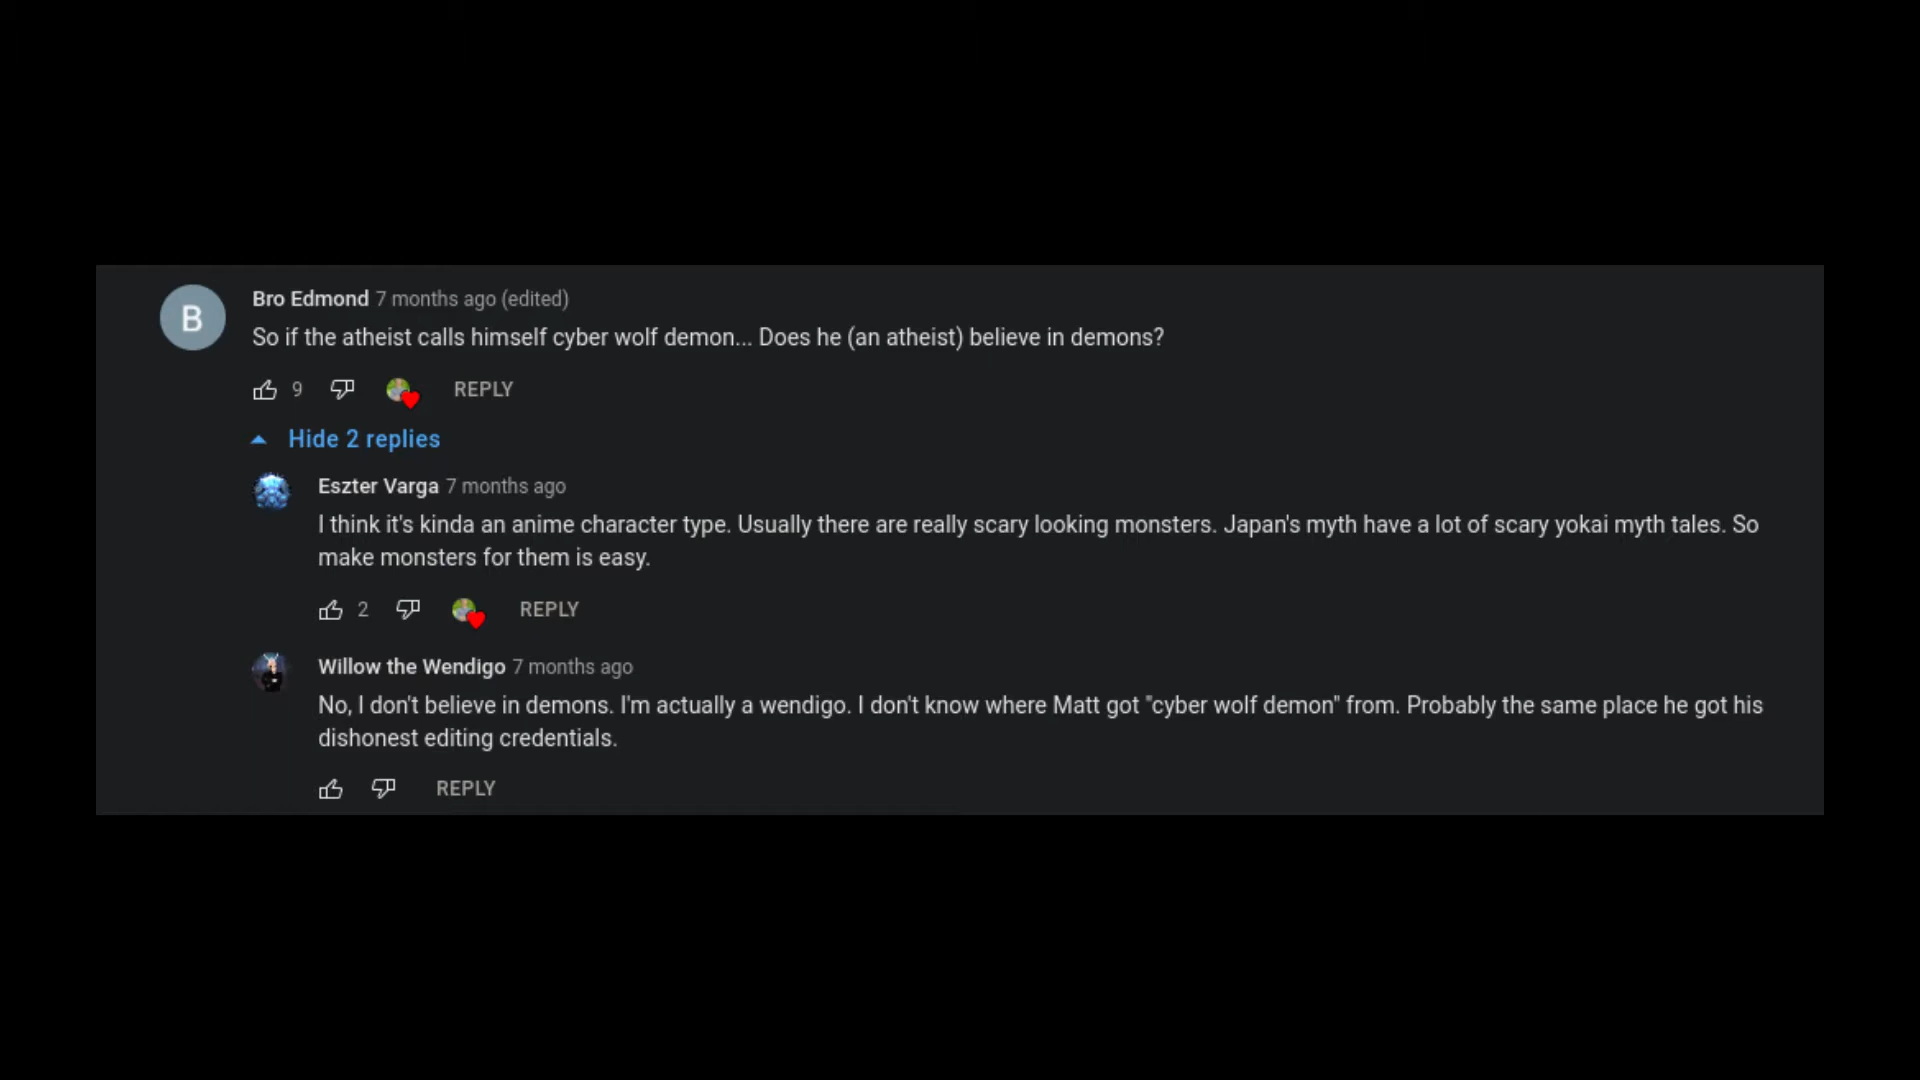 B
Bro Edmond 7 months ago (edited)
So if the atheist calls himself cyber wolf demon... Does he (an atheist) believe in demons?
9 REPLY
Hide 2 replies
Eszter Varga 7 months ago
I think it's kinda an anime character type. Usually there are really scary looking monsters. Japan's myth have a lot of scary yokai myth tales. So
make monsters for them is easy.
2 REPLY
Willow the Wendigo 7 months ago
No, I don't believe in demons. I'm actually a wendigo. I don't know where Matt got "cyber wolf demon" from. Probably the same place he got his
dishonest editing credentials.
REPLY